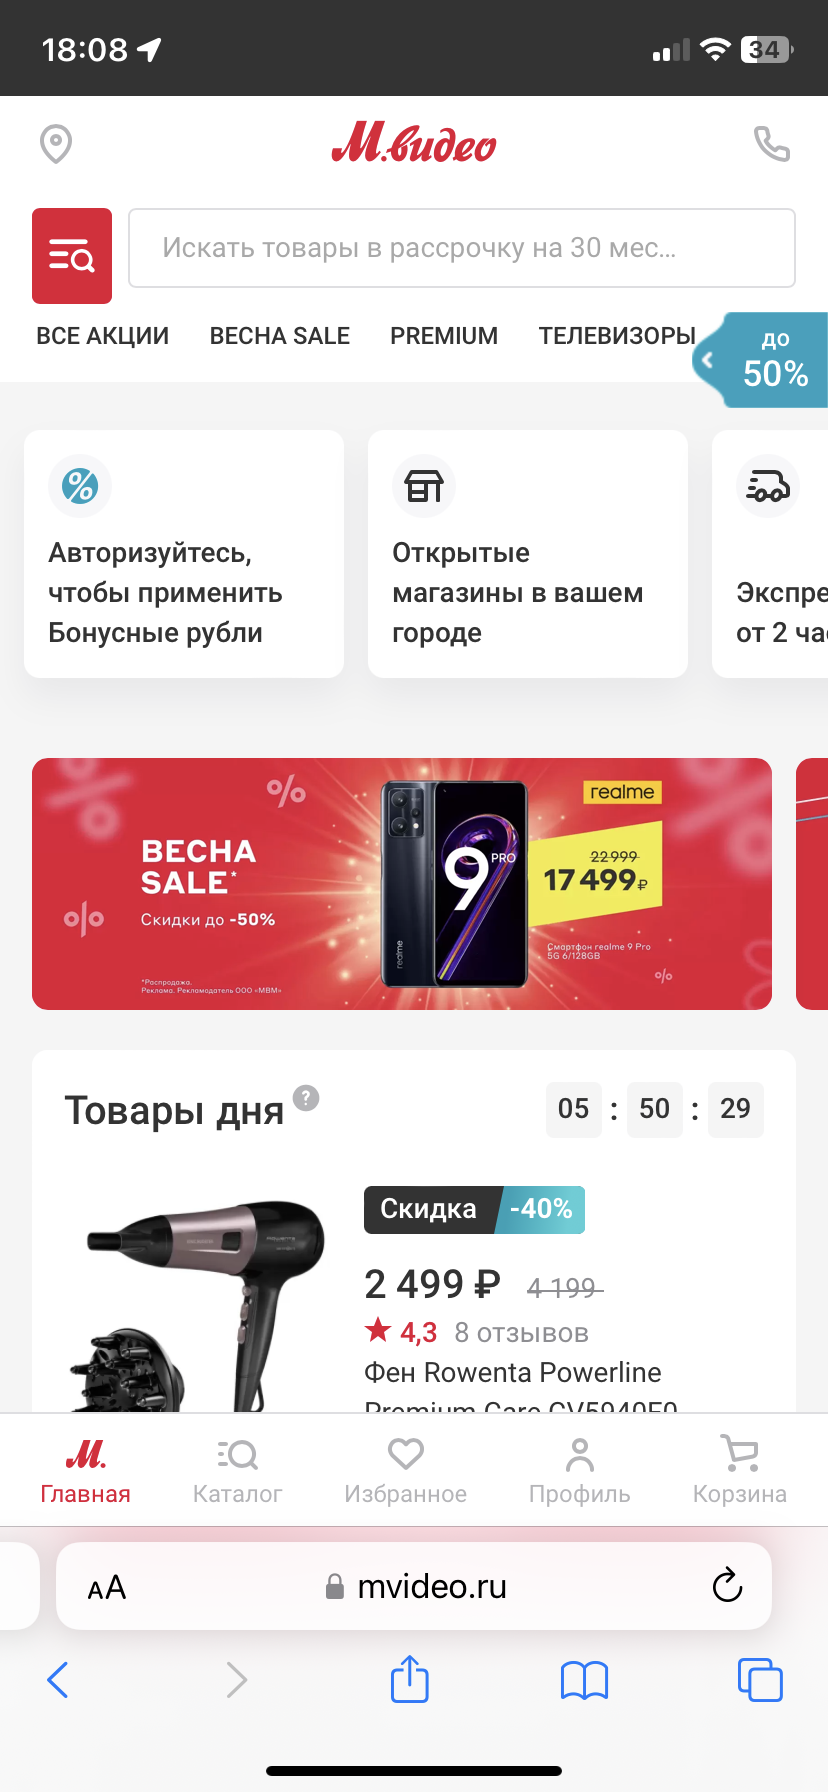 18:08
34
М.видео
Искать товары в рассрочку на 30 мес...
ВСЕ АКЦИИ ВЕСНА SALE PREMIUM ТЕЛЕВИЗОРЫ
до
50%
Авторизуйтесь,
чтобы применить
Бонусные рубли
Открытые
магазины в вашем
городе
Экспре
от 2 ча
ВЕСНА
SALE*
Скидки до -50%
*Распродажа.
Реклама. Рекламодатель ООО «МВМ»
realme
9 PRO
realme
22 999
17 499 ₽
Смартфон realme 9 Pro
5G 6/128GB
Товары дня ?
05 : 50 : 29
Скидка -40%
2 499 ₽ 4 199
4,3 8 отзывов
Фен Rowenta Powerline
Premium Care CV5940F0
М.
Главная Каталог Избранное Профиль Корзина
AA mvideo.ru